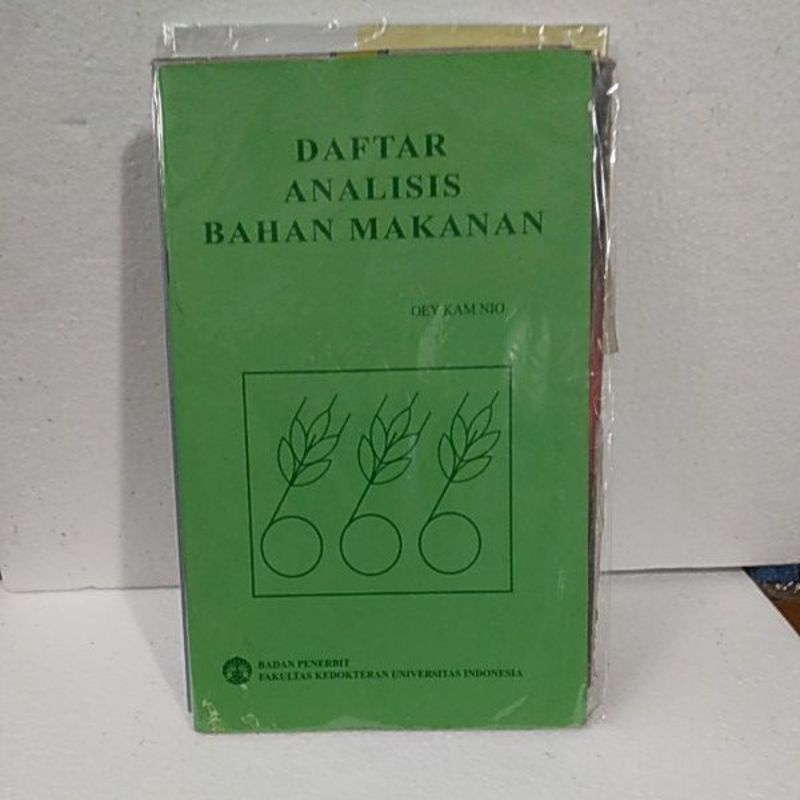 DAFTAR
ANALISIS
BAHAN MAKANAN
OEY KAM NIO
BADAN PENERBIT
FAKULTAS KEDOKTERAN UNIVERSITAS INDONESIA